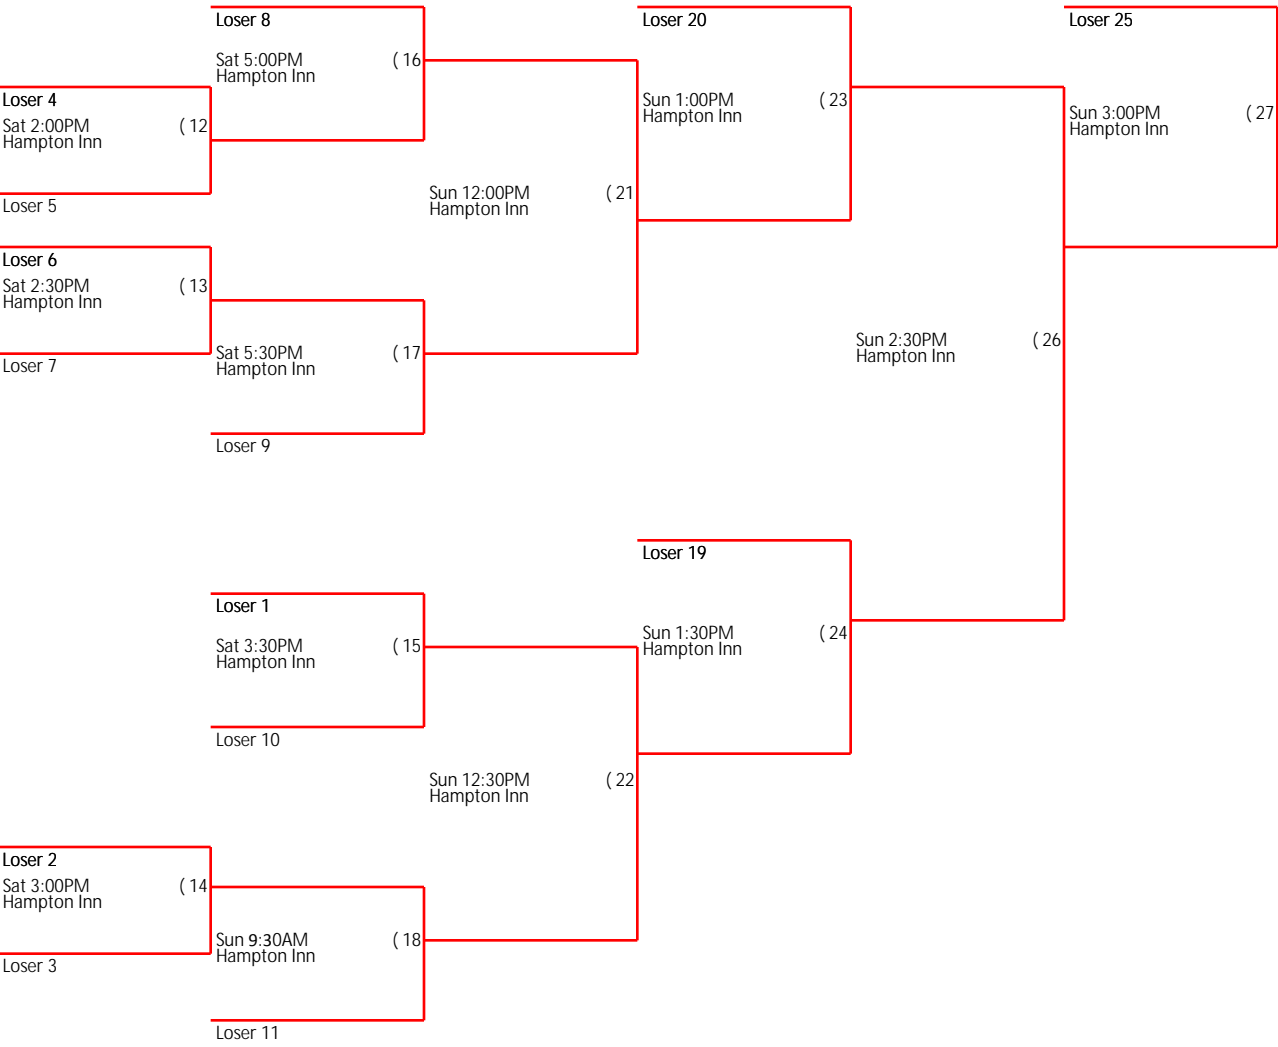 Loser 8
Loser 20
Loser 25
Sat 5:00PM ( 16
Hampton Inn
Loser 4
Sun 1:00PM ( 23
Hampton Inn
Sun 3:00PM ( 27
Hampton Inn
Sat 2:00PM ( 12
Hampton Inn
Sun 12:00PM ( 21
Hampton Inn
Loser 5
Loser 6
Sat 2:30PM ( 13
Hampton Inn
Sun 2:30PM ( 26
Hampton Inn
Sat 5:30PM ( 17
Hampton Inn
Loser 7
Loser 9
Loser 19
Loser 1
Sun 1:30PM ( 24
Hampton Inn
Sat 3:30PM ( 15
Hampton Inn
Loser 10
Sun 12:30PM ( 22
Hampton Inn
Loser 2
Sat 3:00PM ( 14
Hampton Inn
Sun 9:30AM ( 18
Hampton Inn
Loser 3
Loser 11